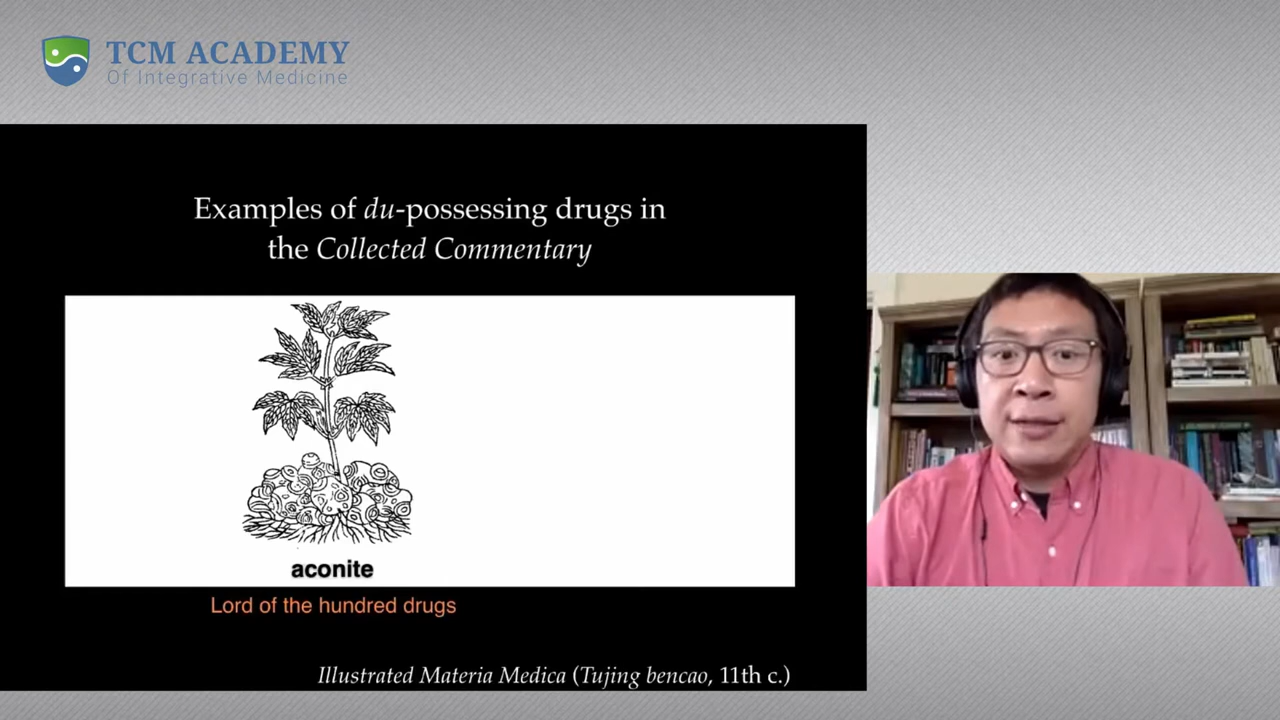 TCM ACADEMY
Of Integrative Medicine
Examples of du-possessing drugs in
the Collected Commentary
aconite
Lord of the hundred drugs
Illustrated Materia Medica (Tujing bencao, 11th c.)